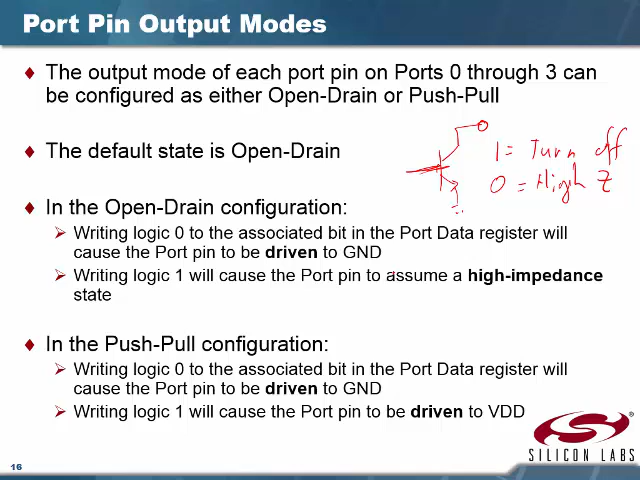 Port Pin Output Modes
The output mode of each port pin on Ports 0 through 3 can
be configured as either Open-Drain or Push-Pull
The default state is Open-Drain
1 = Turn off
0 = High Z
In the Open-Drain configuration:
Writing logic 0 to the associated bit in the Port Data register will
cause the Port pin to be driven to GND
Writing logic 1 will cause the Port pin to assume a high-impedance
state
In the Push-Pull configuration:
Writing logic 0 to the associated bit in the Port Data register will
cause the Port pin to be driven to GND
Writing logic 1 will cause the Port pin to be driven to VDD
SILICON LABS
16